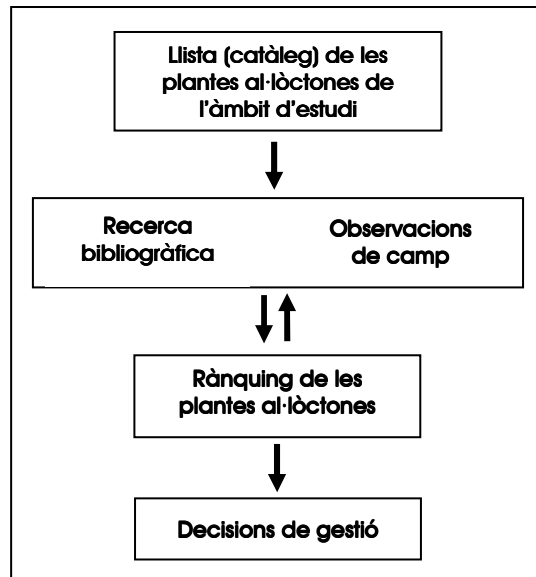 Llista (catàleg) de les
plantes al·lòctones de
l'àmbit d'estudi
Recerca
bibliogràfica
Observacions
de camp
Rànquing de les
plantes al·lòctones
Decisions de gestió